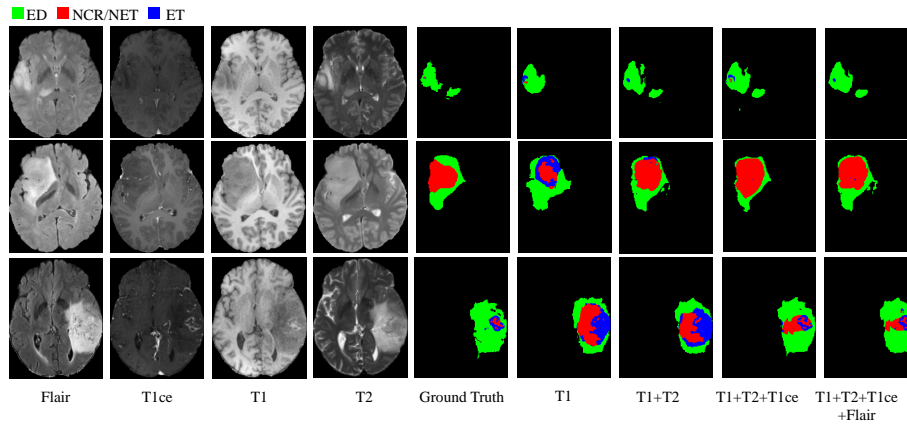 ED NCR/NET ET
Flair T1ce T1 T2 Ground Truth T1 T1+T2 T1+T2+T1ce T1+T2+T1ce
+Flair